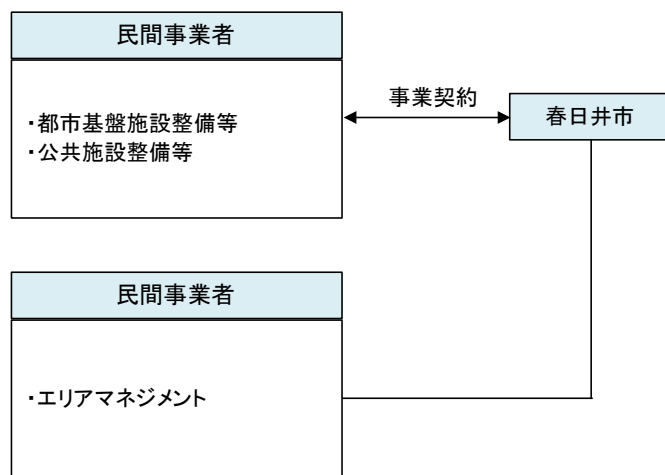 民間事業者
・都市基盤施設整備等
・公共施設整備等
事業契約
春日井市
民間事業者
・エリアマネジメント